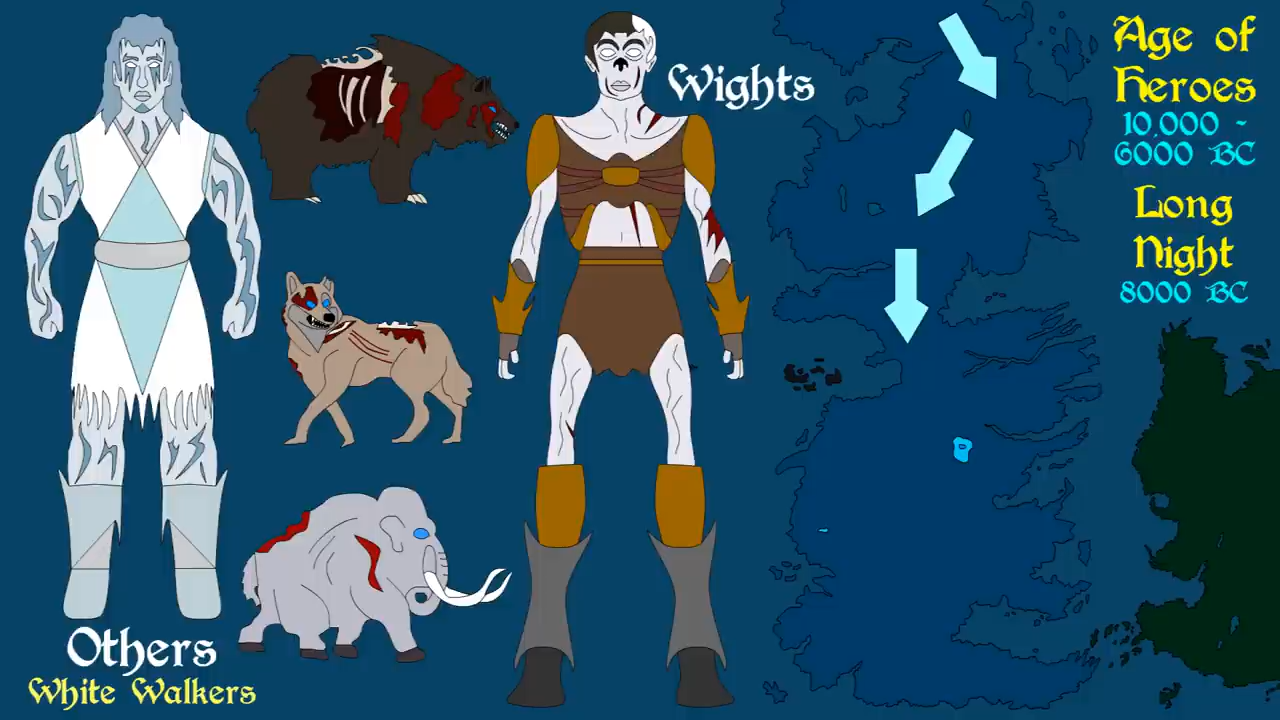 Others
White Walkers
Wights
Age of
Heroes
10,000 -
6000 BC
Long
Night
8000 BC